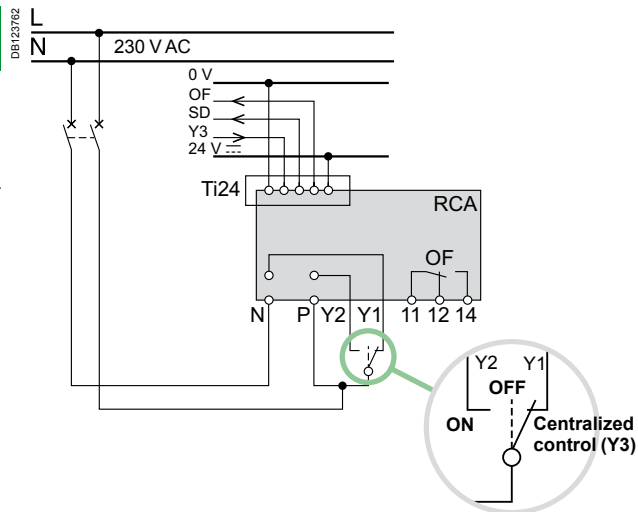 DB123762
L
N
230 V AC
0 V
OF
SD
Y3
24 V
Ti24
RCA
OF
N P Y2 Y1 11 12 14
Y2 Y1
OFF
ON
Centralized
control (Y3)